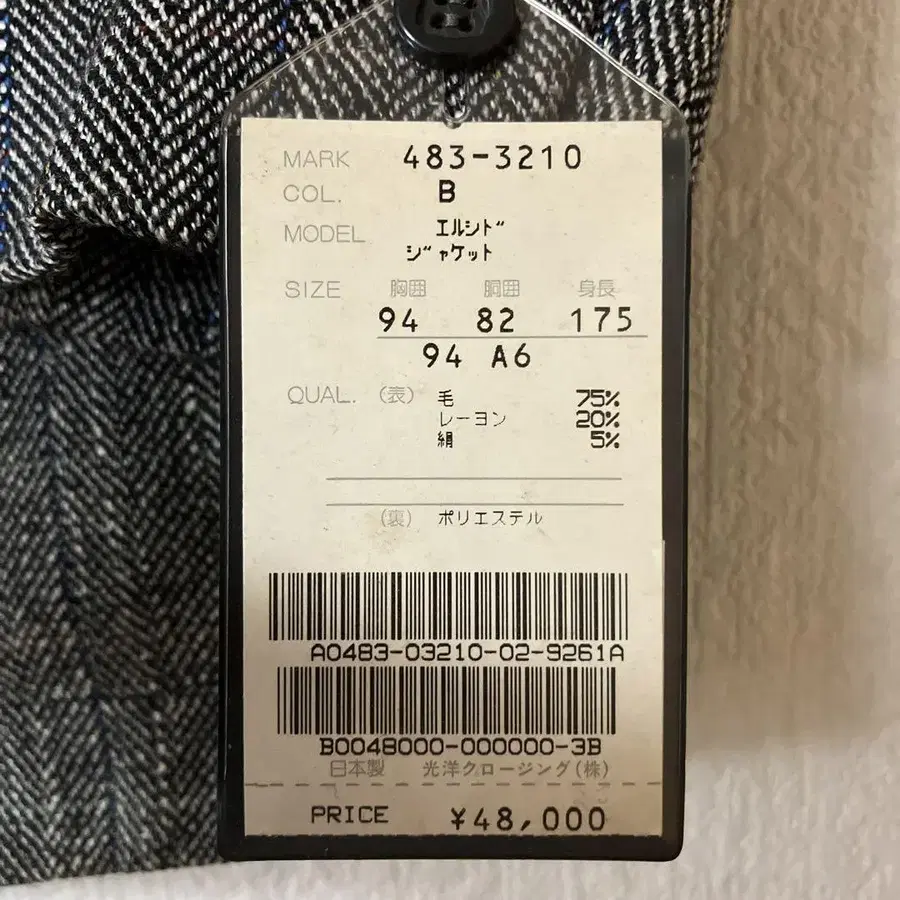 MARK 483-3210
COL. B
MODEL エルシド
ジャケット
SIZE 胸囲 胴囲 身長
94 82 175
94 A6
QUAL. (表) 毛 75%
レーヨン 20%
絹 5%
(裏) ポリエステル
A0483-03210-02-9261A
B0048000-000000-3B
日本製 光洋クロージング(株)
PRICE ¥48,000